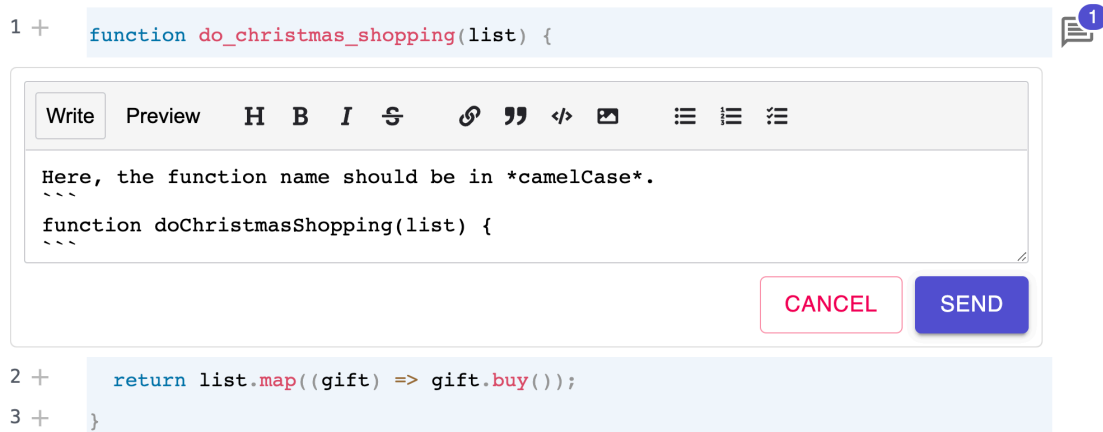 1 + function do_christmas_shopping(list) {
1
Write Preview H B I S
Here, the function name should be in *camelCase*.
```
function doChristmasShopping(list) {
```
CANCEL SEND
2 + return list.map((gift) => gift.buy());
3 + }